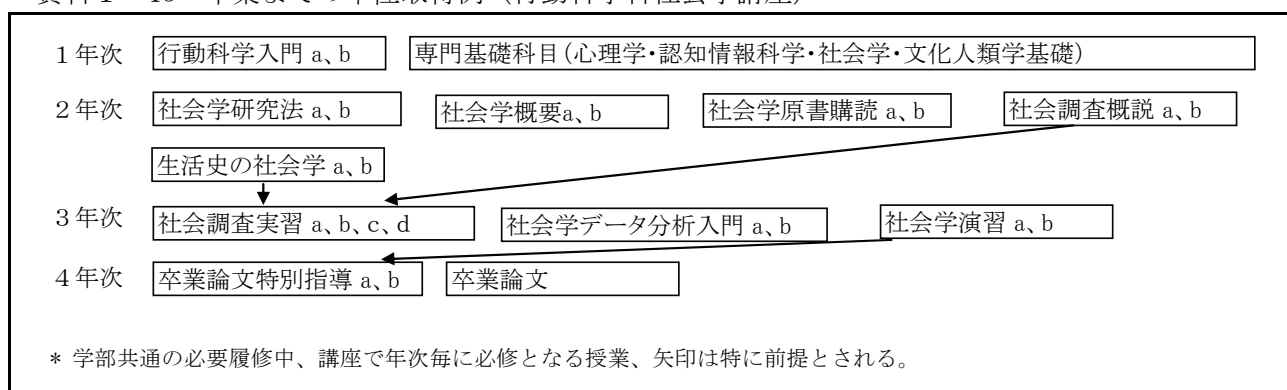 1年次 行動科学入門 a、b 専門基礎科目(心理学・認知情報科学・社会学・文化人類学基礎)
2年次 社会学研究法 a、b 社会学概要a、b 社会学原書購読 a、b 社会調査概説 a、b
生活史の社会学 a、b
3年次 社会調査実習 a、b、c、d 社会学データ分析入門 a、b 社会学演習 a、b
4年次 卒業論文特別指導 a、b 卒業論文
* 学部共通の必要履修中、講座で年次毎に必修となる授業、矢印は特に前提とされる。